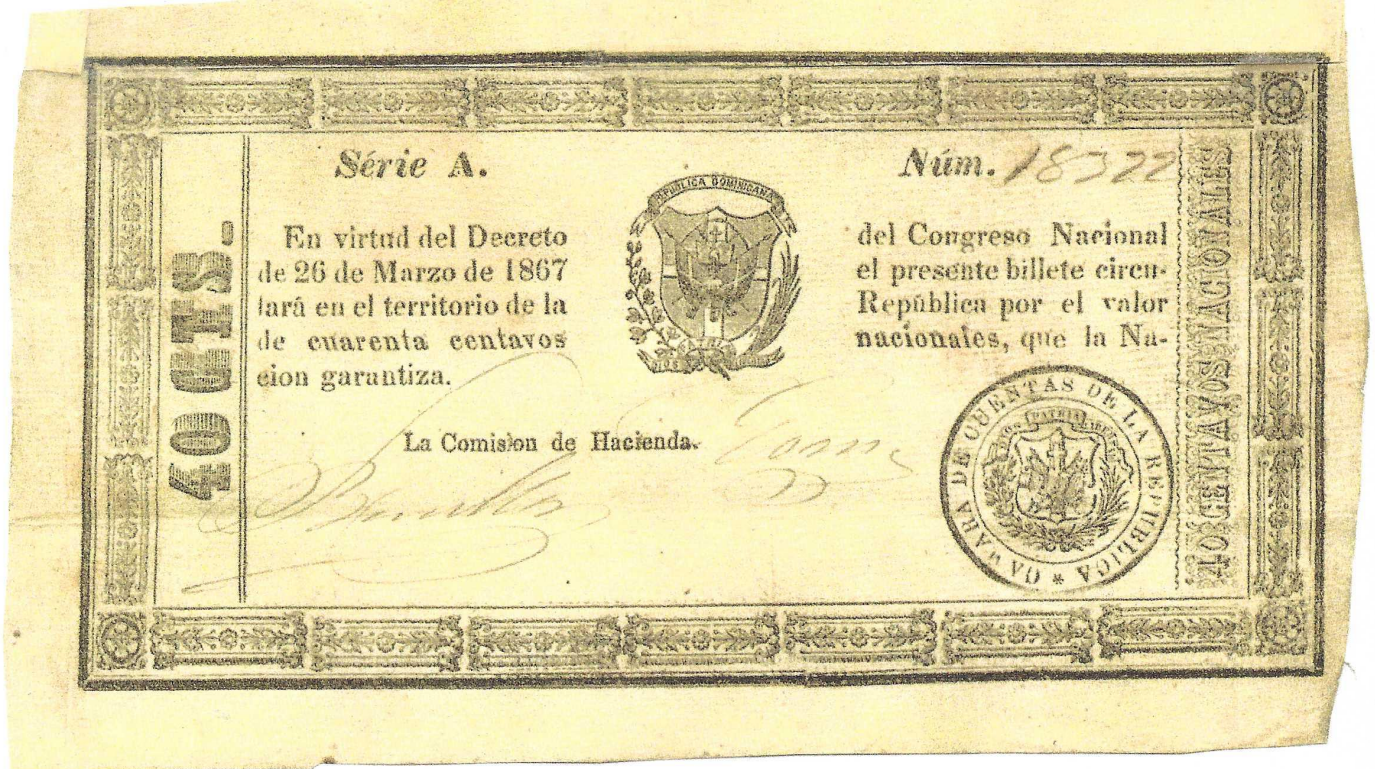 Série A.
Núm. 18322
REPÚBLICA DOMINICANA
En virtud del Decreto del Congreso Nacional
de 26 de Marzo de 1867 el presente billete circu-
lará en el territorio de la República por el valor
de cuarenta centavos nacionales, que la Na-
cion garantiza.
La Comision de Hacienda.
40 CTS.
40 CENTAVOS NACIONALES
CAMARA DE CUENTAS DE LA REPUBLICA *
DIOS PATRIA LIBERTAD